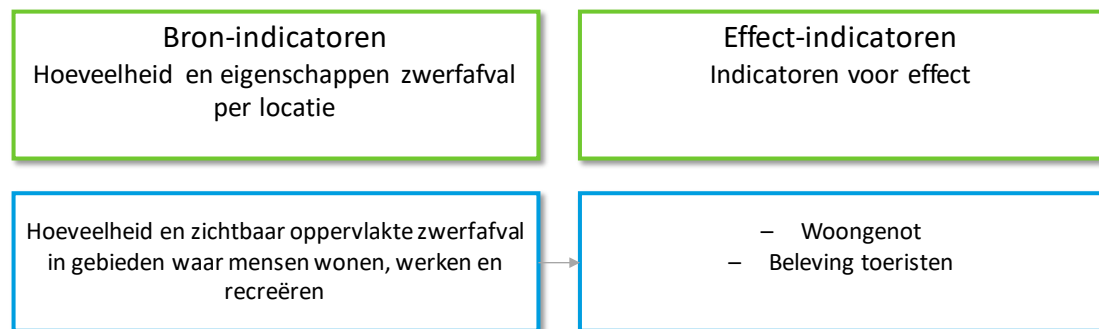 Bron-indicatoren
Hoeveelheid en eigenschappen zwerfafval
per locatie
Effect-indicatoren
Indicatoren voor effect
Hoeveelheid en zichtbaar oppervlakte zwerfafval
in gebieden waar mensen wonen, werken en
recreëren
– Woongenot
– Beleving toeristen